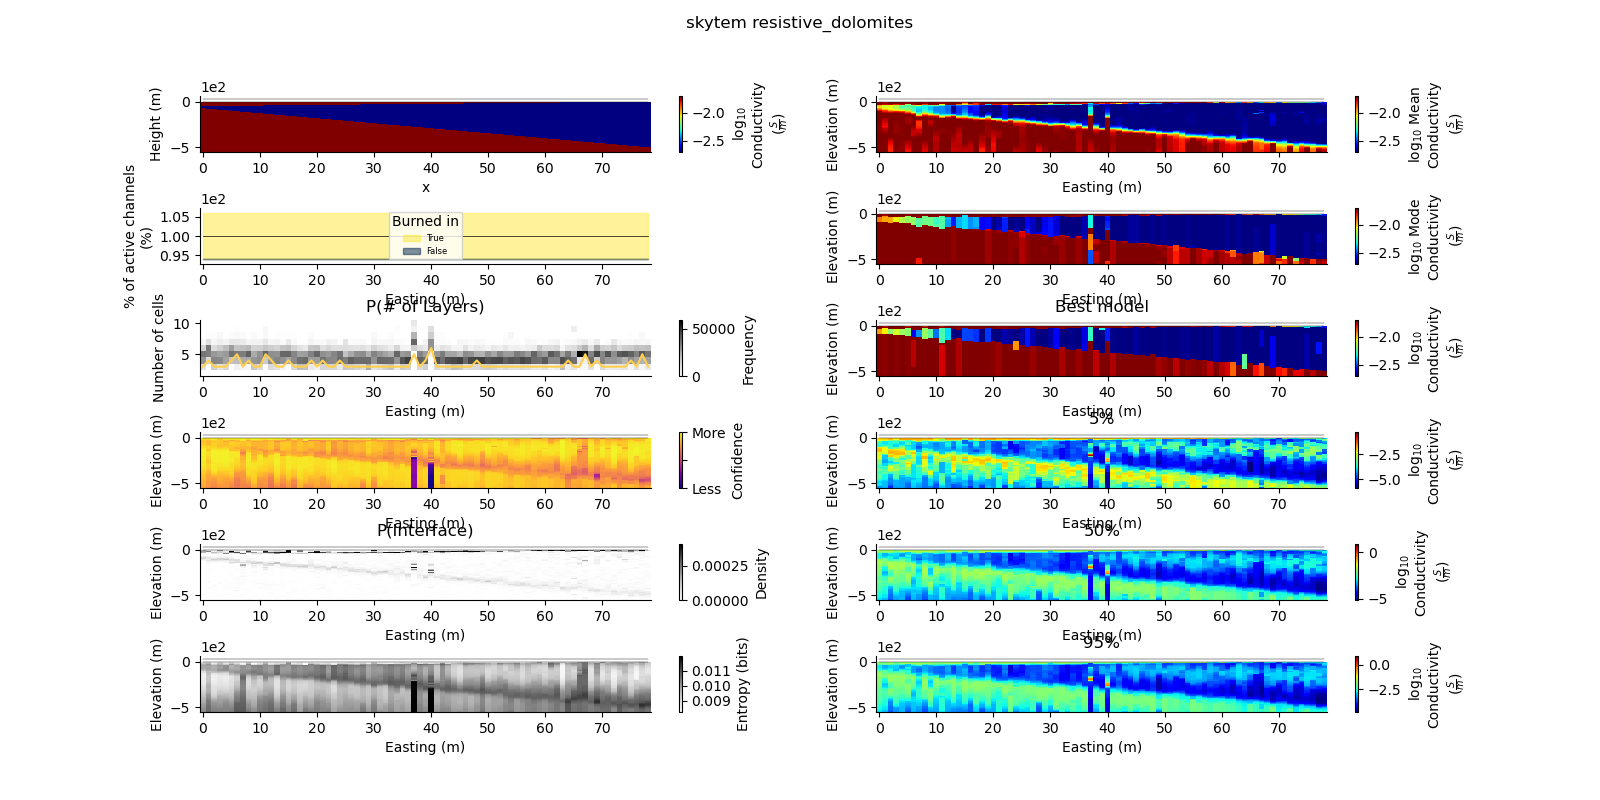 skytem resistive_dolomites
1e2
0
−5
Height (m)
0 10 20 30 40 50 60 70
x
−2.0
−2.5
log10
Conductivity
(S/m)
1e2
0
−5
Elevation (m)
0 10 20 30 40 50 60 70
Easting (m)
−2.0
−2.5
log10 Mean
Conductivity
(S/m)
1e2
1.05
1.00
0.95
% of active channels
(%)
Burned in
True
False
0 10 20 30 40 50 60 70
Easting (m)
1e2
0
−5
Elevation (m)
0 10 20 30 40 50 60 70
Easting (m)
−2.0
−2.5
log10 Mode
Conductivity
(S/m)
P(# of Layers)
10
5
Number of cells
0 10 20 30 40 50 60 70
Easting (m)
50000
0
Frequency
Best model
1e2
0
−5
Elevation (m)
0 10 20 30 40 50 60 70
Easting (m)
−2.0
−2.5
log10
Conductivity
(S/m)
1e2
0
−5
Elevation (m)
0 10 20 30 40 50 60 70
Easting (m)
More
Less
Confidence
5%
1e2
0
−5
Elevation (m)
0 10 20 30 40 50 60 70
Easting (m)
−2.5
−5.0
log10
Conductivity
(S/m)
P(Interface)
1e2
0
−5
Elevation (m)
0 10 20 30 40 50 60 70
Easting (m)
0.00025
0.00000
Density
50%
1e2
0
−5
Elevation (m)
0 10 20 30 40 50 60 70
Easting (m)
0
−5
log10
Conductivity
(S/m)
1e2
0
−5
Elevation (m)
0 10 20 30 40 50 60 70
Easting (m)
0.011
0.010
0.009
Entropy (bits)
95%
1e2
0
−5
Elevation (m)
0 10 20 30 40 50 60 70
Easting (m)
0.0
−2.5
log10
Conductivity
(S/m)